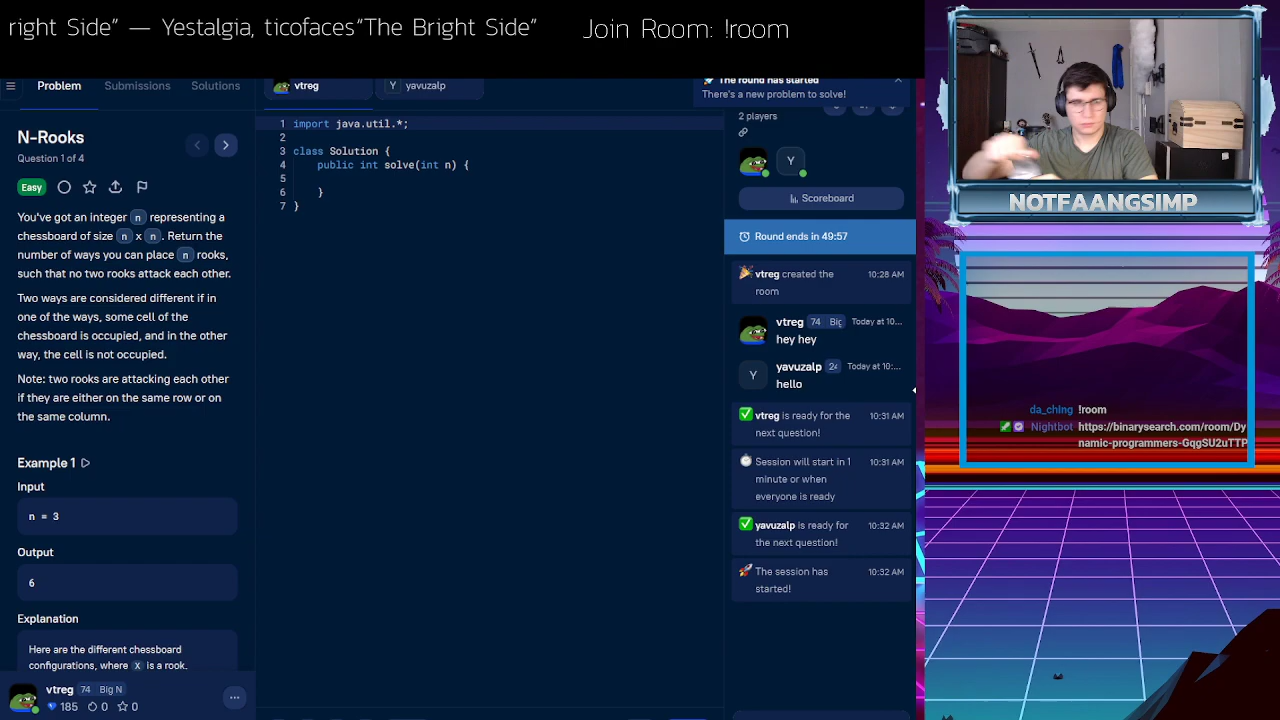 right Side” — Yestalgia, ticofaces“The Bright Side”
Join Room: !room
Problem
Submissions
Solutions
N-Rooks
Question 1 of 4
Easy
You've got an integer n representing a
chessboard of size n x n. Return the
number of ways you can place n rooks,
such that no two rooks attack each other.
Two ways are considered different if in
one of the ways, some cell of the
chessboard is occupied, and in the other
way, the cell is not occupied.
Note: two rooks are attacking each other
if they are either on the same row or on
the same column.
Example 1
Input
n = 3
Output
6
Explanation
Here are the different chessboard
configurations, where X is a rook.
vtreg 74 Big N
185 0 0
vtreg
Y yavuzalp
1 import java.util.*;
2
3 class Solution {
4 public int solve(int n) {
5
6 }
7 }
The round has started
There's a new problem to solve!
2 players
Y
Scoreboard
Round ends in 49:57
vtreg created the 10:28 AM
room
vtreg 74 Big Today at 10...
hey hey
Y
yavuzalp 24 Today at 10:...
hello
vtreg is ready for the 10:31 AM
next question!
Session will start in 1 10:31 AM
minute or when
everyone is ready
yavuzalp is ready for 10:32 AM
the next question!
The session has 10:32 AM
started!
NOTFAANGSIMP
da_ch1ng !room
Nightbot https://binarysearch.com/room/Dy
namic-programmers-GqgSU2uTTP